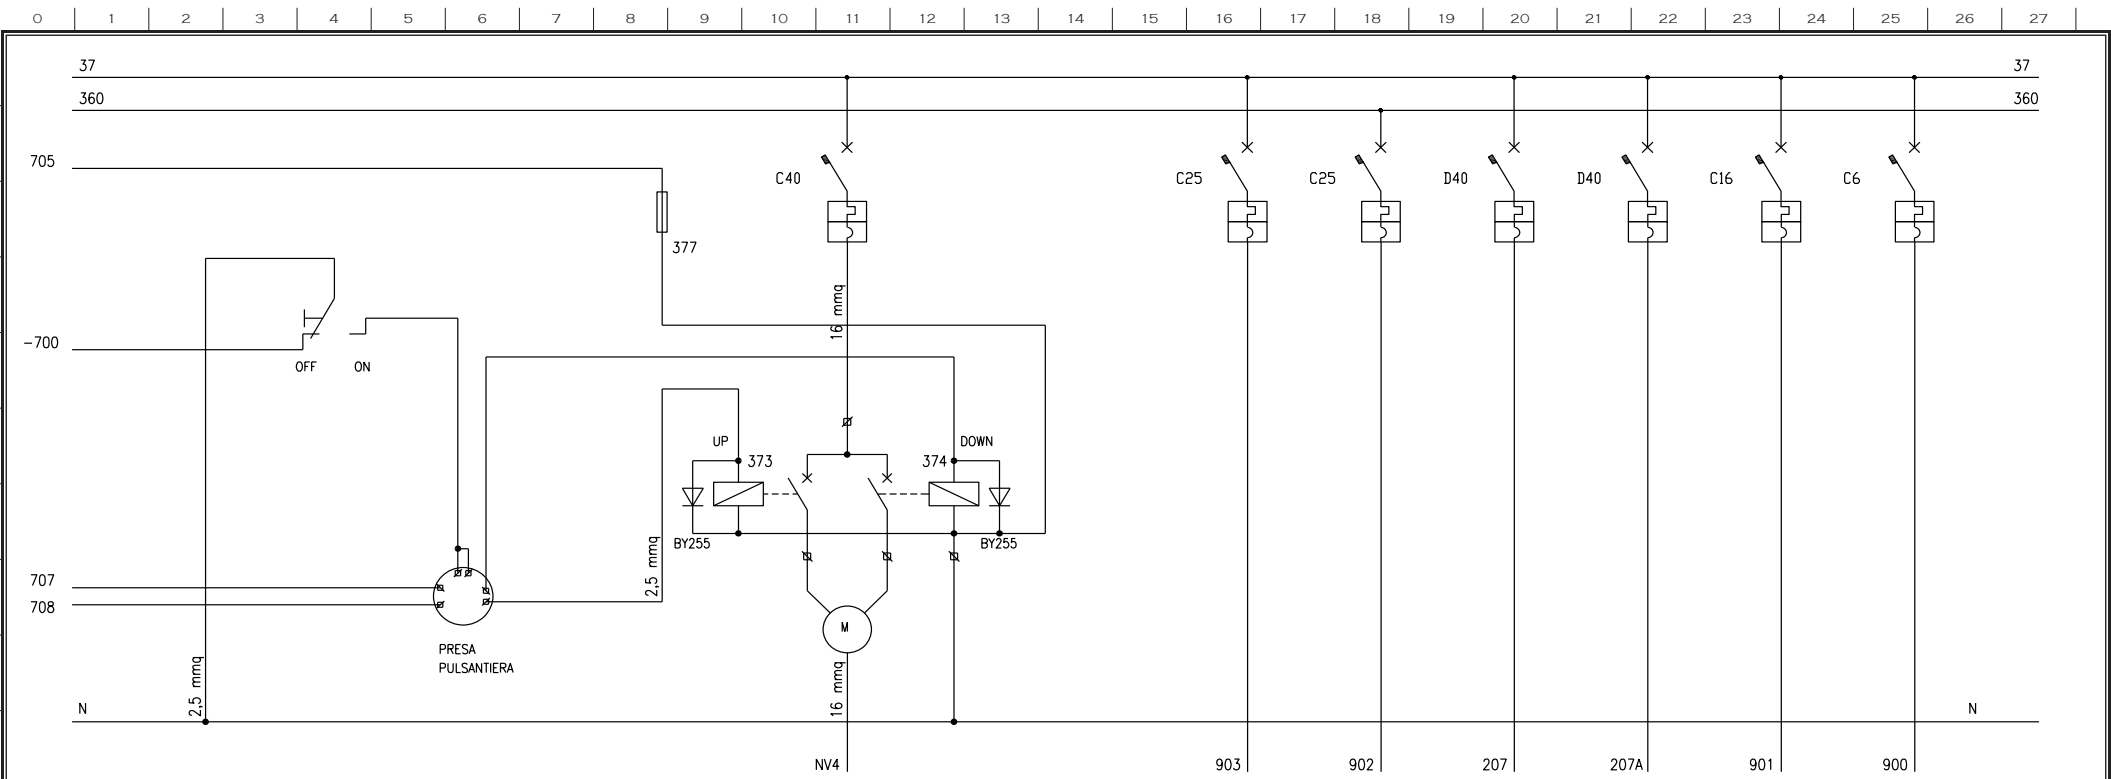 0 1 2 3 4 5 6 7 8 9 10 11 12 13 14 15 16 17 18 19 20 21 22 23 24 25 26 27
37 37
360 360
705
C40 C25 C25 D40 D40 C16 C6
377
16 mmq
-700
OFF ON
UP DOWN
373 374
BY255 BY255
2,5 mmq
707
708
M
PRESA
PULSANTIERA
2,5 mmq
16 mmq
N N
NV4 903 902 207 207A 901 900